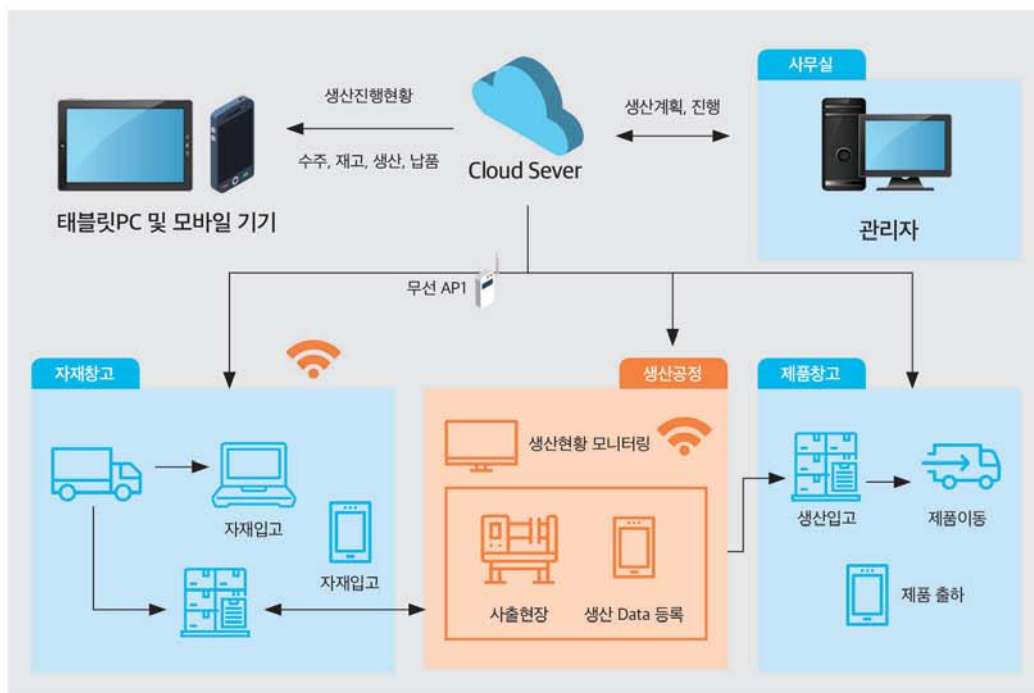 사무실
생산진행현황
생산계획, 진행
수주, 재고, 생산, 납품
Cloud Sever
태블릿PC 및 모바일 기기
관리자
무선 AP1
자재창고
생산공정
제품창고
생산현황 모니터링
자재입고
자재입고
생산입고
제품이동
사출현장
생산 Data 등록
제품 출하